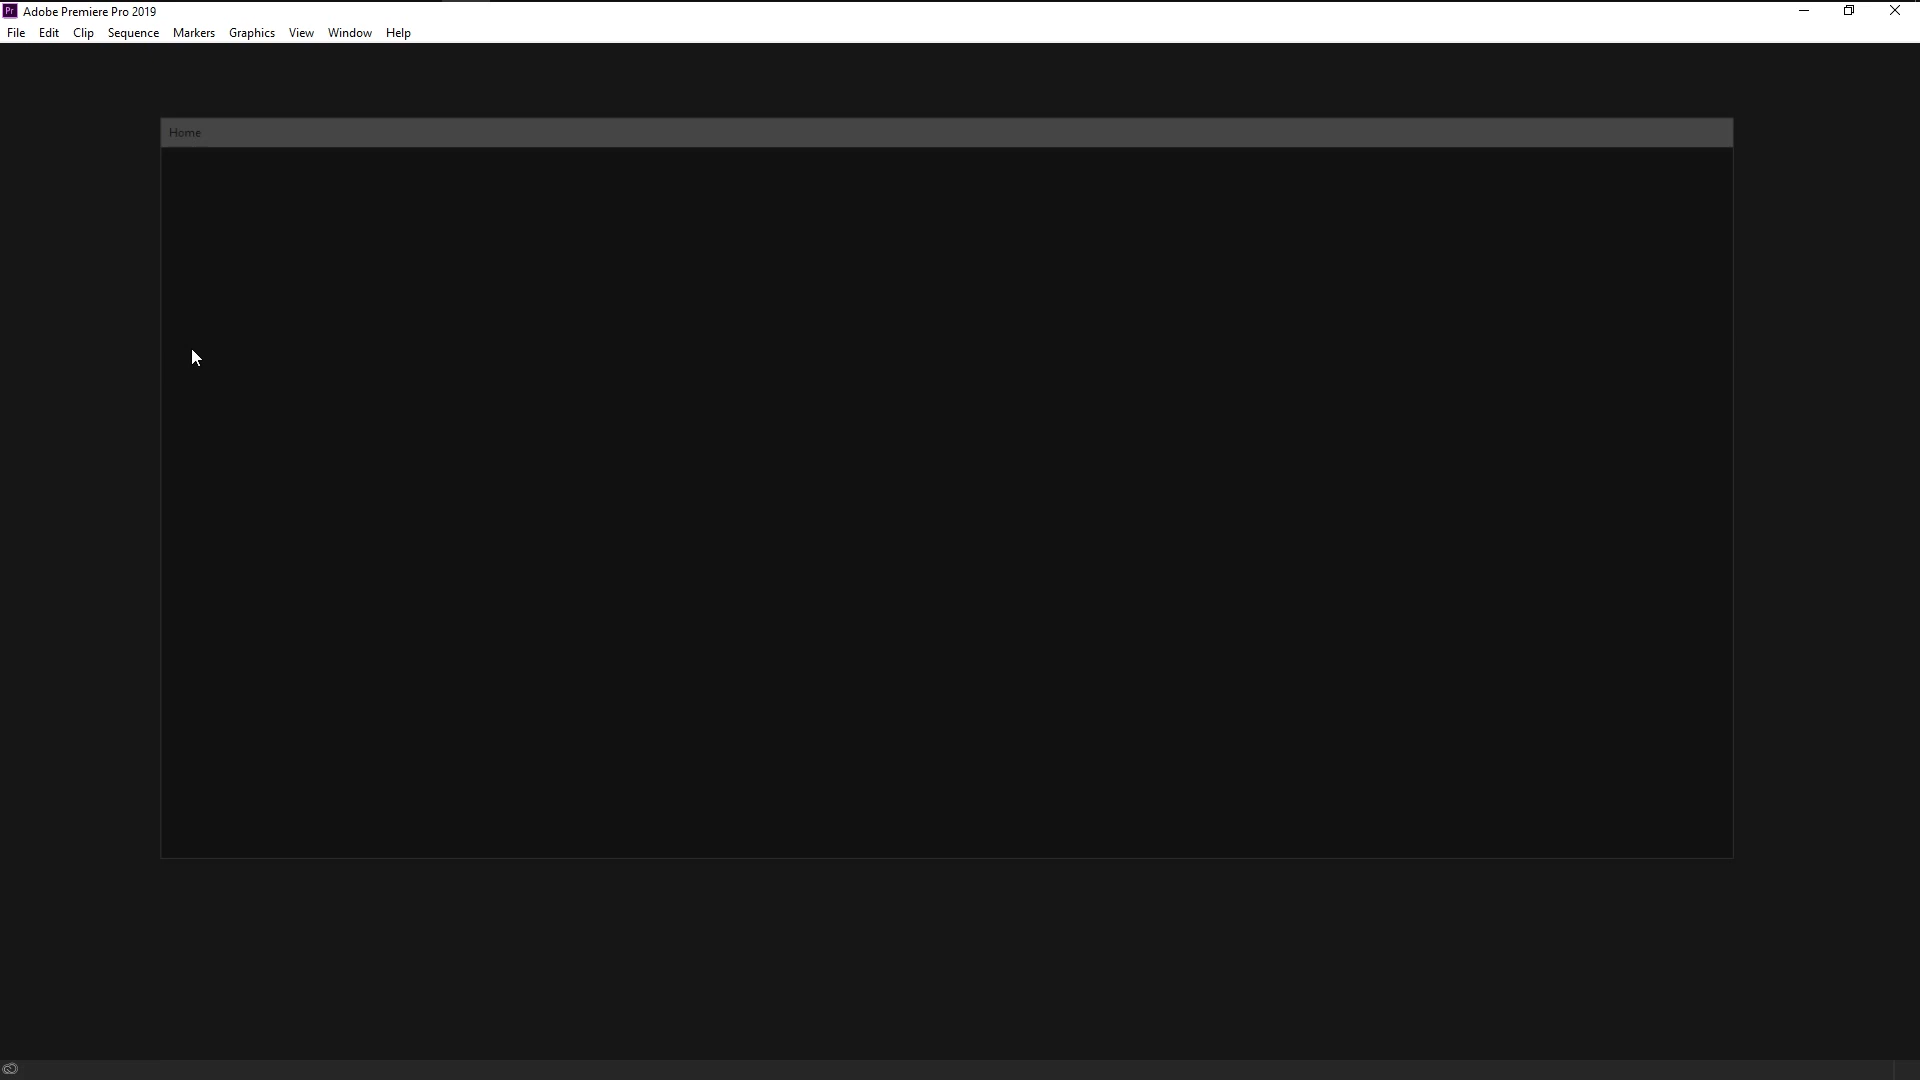 Pr Adobe Premiere Pro 2019
File Edit Clip Sequence Markers Graphics View Window Help
Home